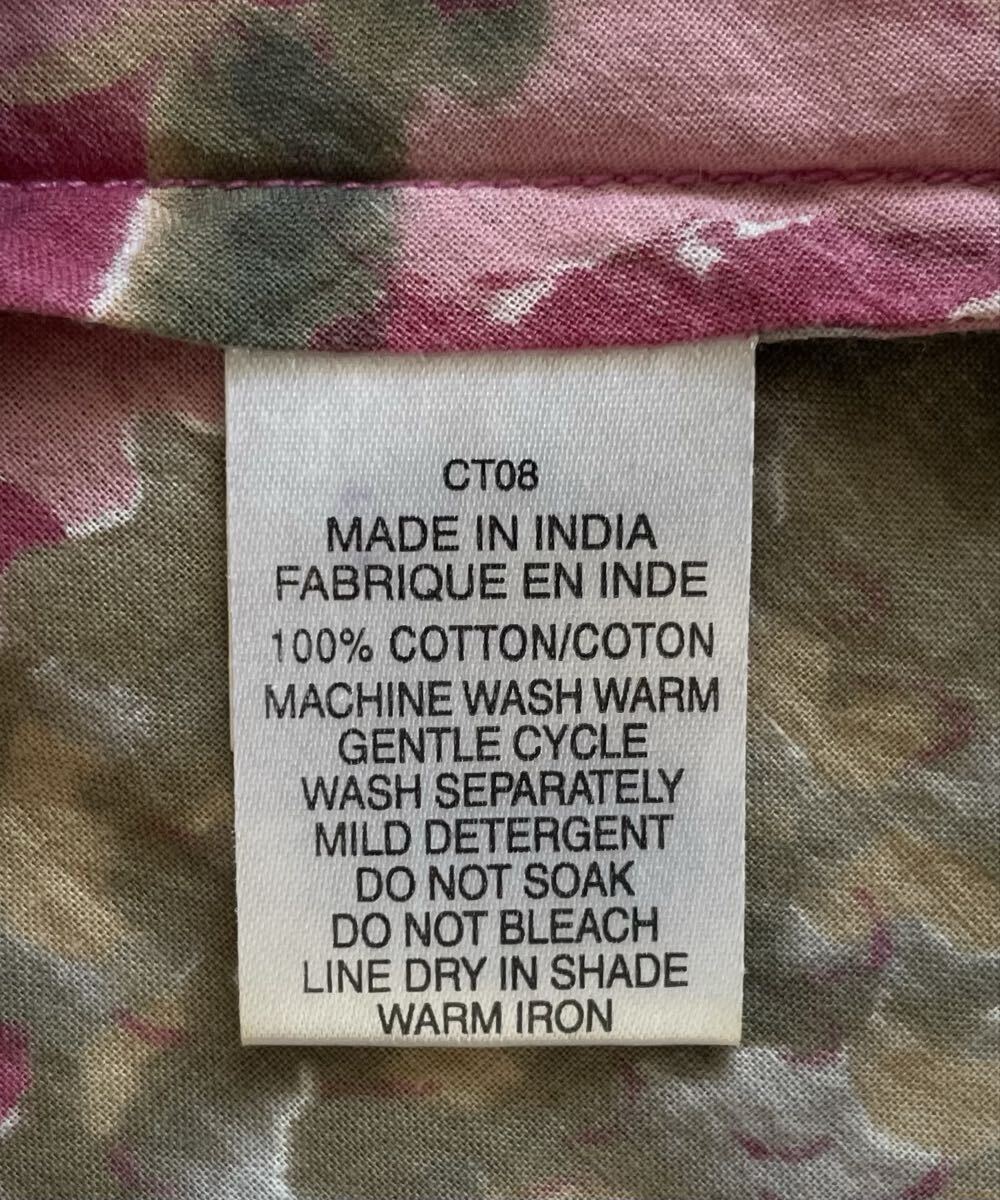 CT08
MADE IN INDIA
FABRIQUE EN INDE
100% COTTON/COTON
MACHINE WASH WARM
GENTLE CYCLE
WASH SEPARATELY
MILD DETERGENT
DO NOT SOAK
DO NOT BLEACH
LINE DRY IN SHADE
WARM IRON